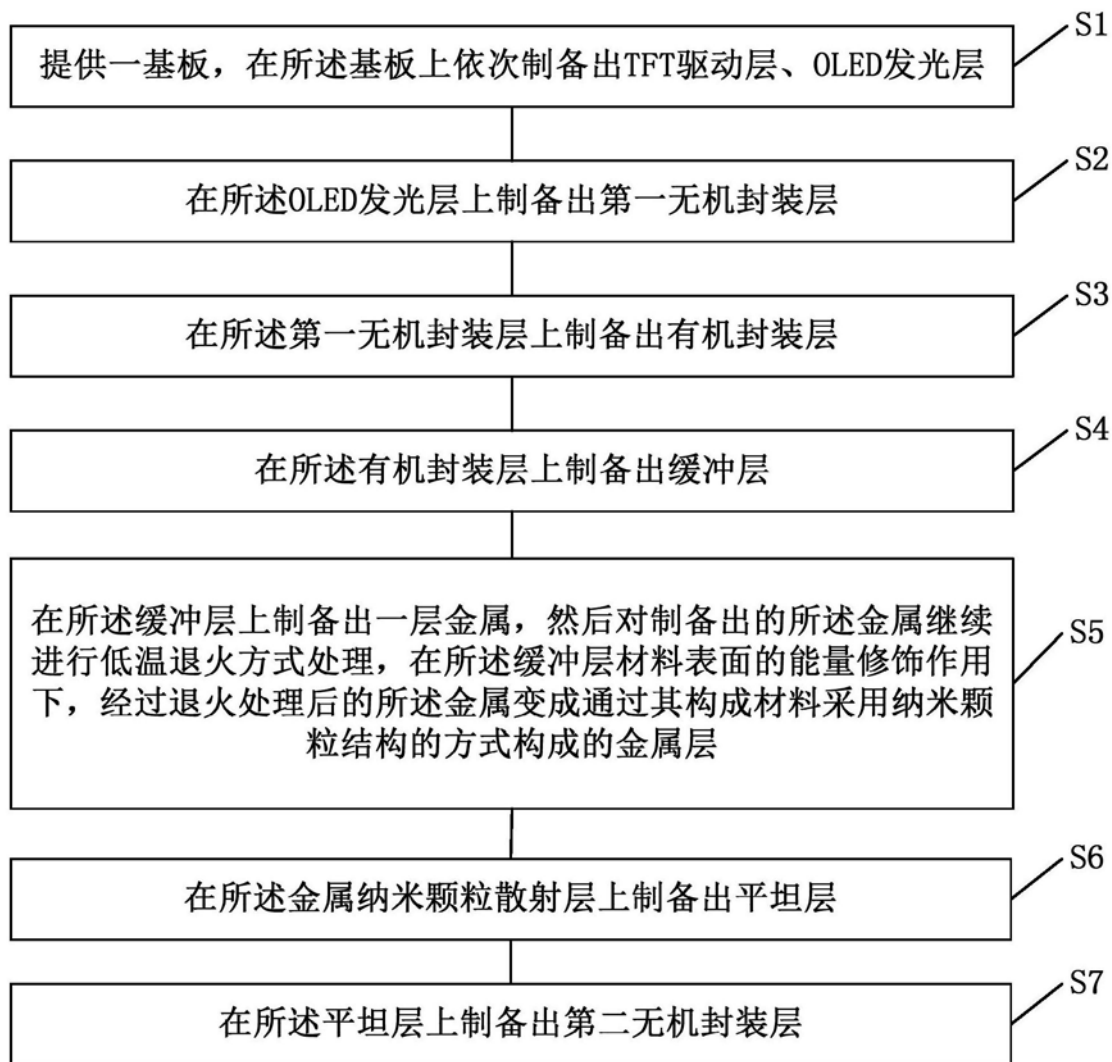 S1
提供一基板，在所述基板上依次制备出TFT驱动层、OLED发光层
S2
在所述OLED发光层上制备出第一无机封装层
S3
在所述第一无机封装层上制备出有机封装层
S4
在所述有机封装层上制备出缓冲层
S5
在所述缓冲层上制备出一层金属，然后对制备出的所述金属继续
进行低温退火方式处理，在所述缓冲层材料表面的能量修饰作用
下，经过退火处理后的所述金属变成通过其构成材料采用纳米颗
粒结构的方式构成的金属层
S6
在所述金属纳米颗粒散射层上制备出平坦层
S7
在所述平坦层上制备出第二无机封装层